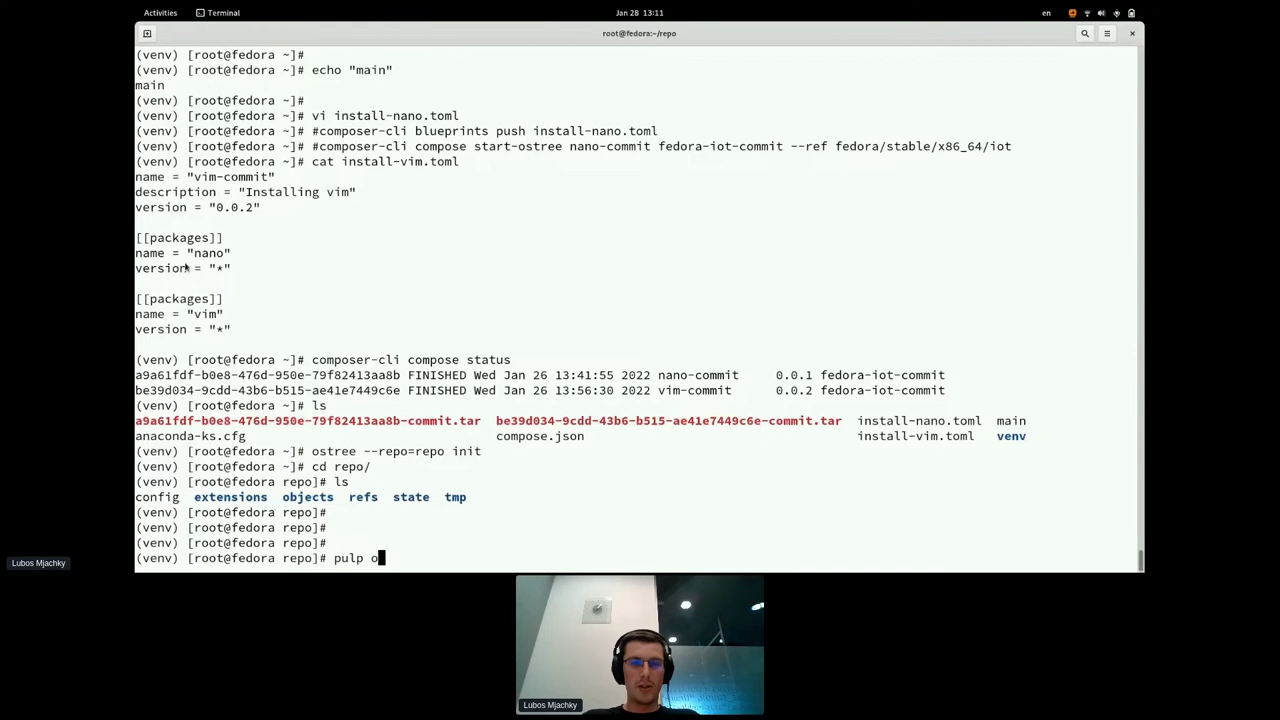 Activities
Terminal
Jan 28 13:11
en
root@fedora:~/repo
(venv) [root@fedora ~]#
(venv) [root@fedora ~]# echo "main"
main
(venv) [root@fedora ~]#
(venv) [root@fedora ~]# vi install-nano.toml
(venv) [root@fedora ~]# #composer-cli blueprints push install-nano.toml
(venv) [root@fedora ~]# #composer-cli compose start-ostree nano-commit fedora-iot-commit --ref fedora/stable/x86_64/iot
(venv) [root@fedora ~]# cat install-vim.toml
name = "vim-commit"
description = "Installing vim"
version = "0.0.2"
[[packages]]
name = "nano"
version = "*"
[[packages]]
name = "vim"
version = "*"
(venv) [root@fedora ~]# composer-cli compose status
a9a61fdf-b0e8-476d-950e-79f82434aa8b FINISHED Wed Jan 26 13:41:55 2022 nano-commit 0.0.1 fedora-iot-commit
be39d034-9cdd-43b6-b515-ae41e7449c6e FINISHED Wed Jan 26 13:56:30 2022 vim-commit 0.0.2 fedora-iot-commit
(venv) [root@fedora ~]# ls
a9a61fdf-b0e8-476d-950e-79f82434aa8b-commit.tar be39d034-9cdd-43b6-b515-ae41e7449c6e-commit.tar install-nano.toml main
anaconda-ks.cfg compose.json install-vim.toml venv
(venv) [root@fedora ~]# ostree --repo=repo init
(venv) [root@fedora ~]# cd repo/
(venv) [root@fedora repo]# ls
config extensions objects refs state tmp
(venv) [root@fedora repo]#
(venv) [root@fedora repo]#
(venv) [root@fedora repo]#
(venv) [root@fedora repo]# pulp o
Lubos Mjachky
Lubos Mjachky